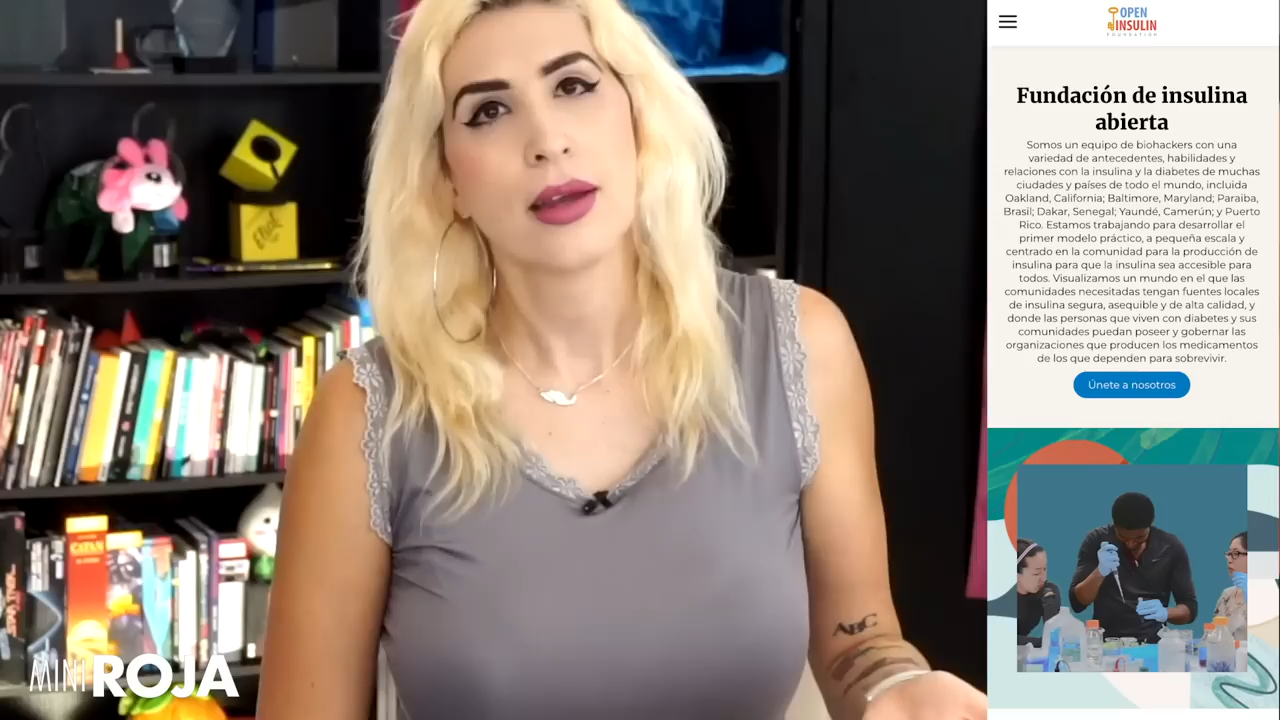 OPEN
INSULIN
FOUNDATION
Fundación de insulina
abierta
Somos un equipo de biohackers con una
variedad de antecedentes, habilidades y
relaciones con la insulina y la diabetes de muchas
ciudades y países de todo el mundo, incluida
Oakland, California; Baltimore, Maryland; Paraiba,
Brasil; Dakar, Senegal; Yaundé, Camerún; y Puerto
Rico. Estamos trabajando para desarrollar el
primer modelo práctico, a pequeña escala y
centrado en la comunidad para la producción de
insulina para que la insulina sea accesible para
todos. Visualizamos un mundo en el que las
comunidades necesitadas tengan fuentes locales
de insulina segura, asequible y de alta calidad, y
donde las personas que viven con diabetes y sus
comunidades puedan poseer y gobernar las
organizaciones que producen los medicamentos
de los que dependen para sobrevivir.
Únete a nosotros
CATAN
ABC
MINI ROJA